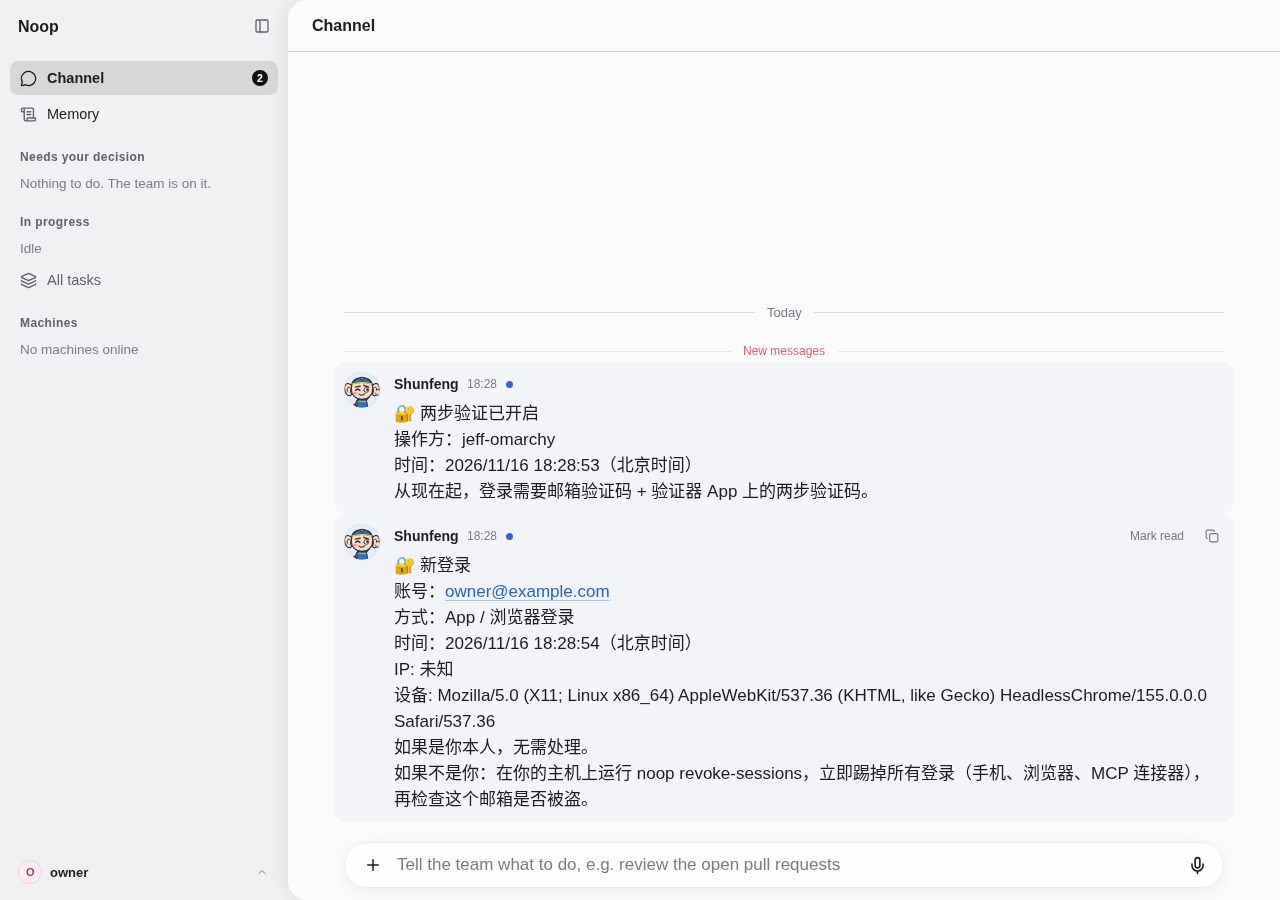 Noop
Channel
Channel
2
Memory
Needs your decision
Nothing to do. The team is on it.
In progress
Idle
All tasks
Machines
No machines online
O
owner
Today
New messages
Shunfeng 18:28
🔐 两步验证已开启
操作方：jeff-omarchy
时间：2026/11/16 18:28:53（北京时间）
从现在起，登录需要邮箱验证码 + 验证器 App 上的两步验证码。
Shunfeng 18:28 Mark read
🔐 新登录
账号：owner@example.com
方式：App / 浏览器登录
时间：2026/11/16 18:28:54（北京时间）
IP: 未知
设备: Mozilla/5.0 (X11; Linux x86_64) AppleWebKit/537.36 (KHTML, like Gecko) HeadlessChrome/155.0.0.0
Safari/537.36
如果是你本人，无需处理。
如果不是你：在你的主机上运行 noop revoke-sessions，立即踢掉所有登录（手机、浏览器、MCP 连接器），
再检查这个邮箱是否被盗。
Tell the team what to do, e.g. review the open pull requests